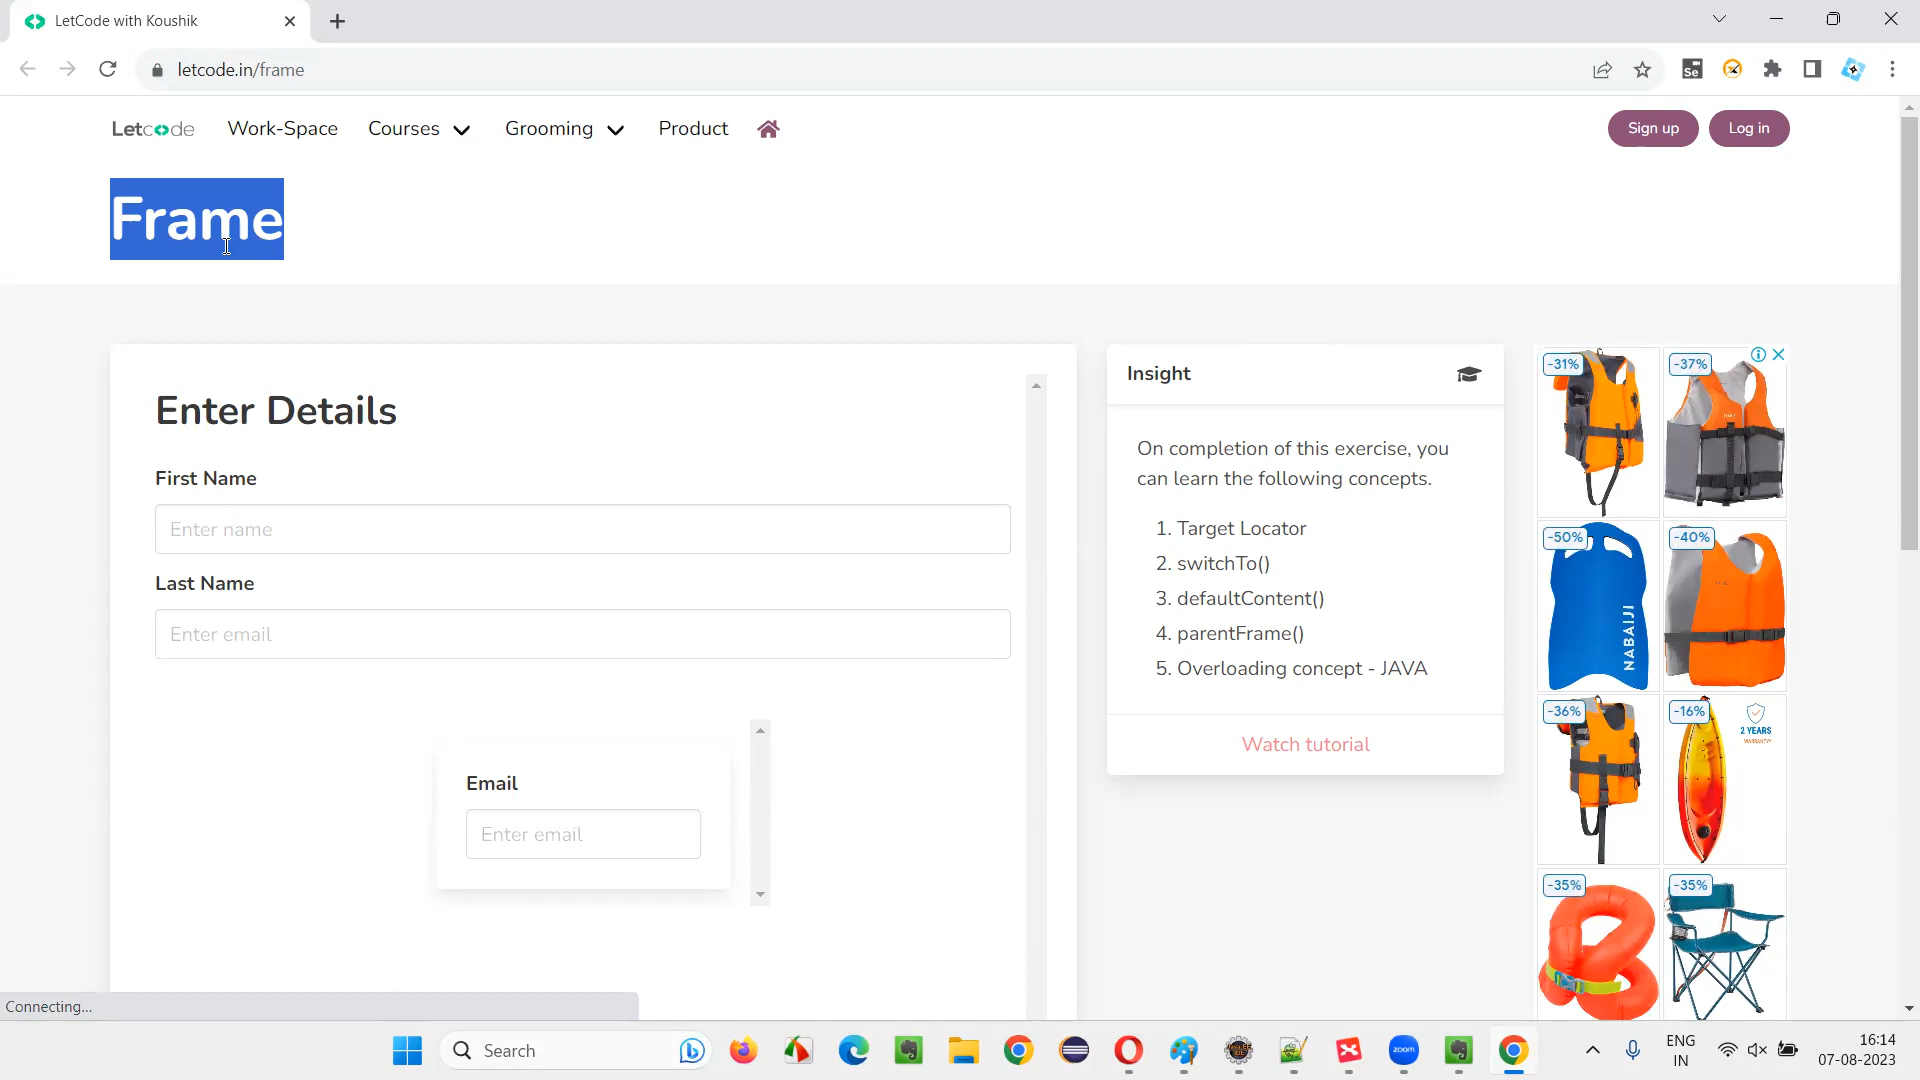 LetCode with Koushik
letcode.in/frame
Letcode
Work-Space
Courses
Grooming
Product
Sign up
Log in
Frame
Enter Details
First Name
Enter name
Last Name
Enter email
Email
Enter email
Insight
On completion of this exercise, you
can learn the following concepts.
1. Target Locator
2. switchTo()
3. defaultContent()
4. parentFrame()
5. Overloading concept - JAVA
Watch tutorial
-31%
-37%
-50%
-40%
NABAIJI
-36%
-16%
2 YEARS
WARRANTY*
-35%
-35%
Connecting...
Search
zoom
ENG
IN
16:14
07-08-2023